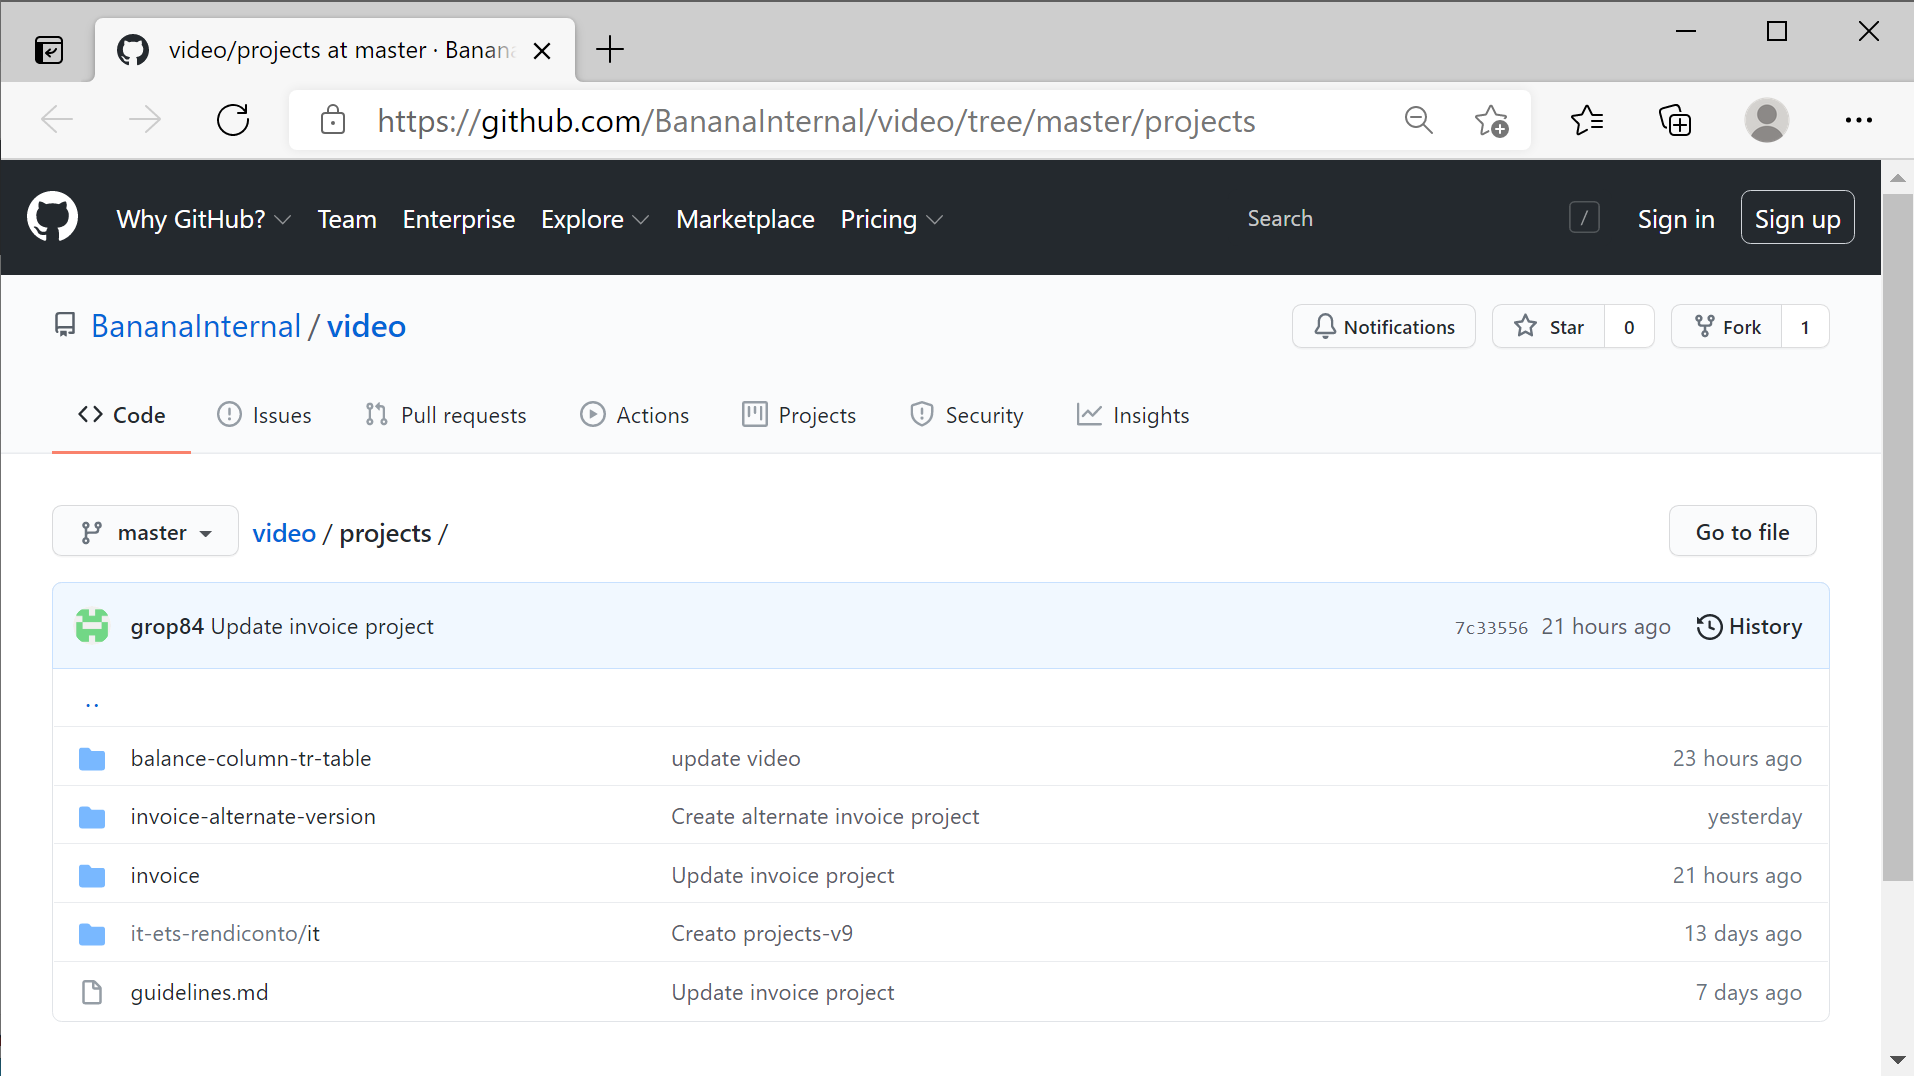 video/projects at master · Banana
https://github.com/BananaInternal/video/tree/master/projects
Why GitHub? Team Enterprise Explore Marketplace Pricing Search / Sign in Sign up
BananaInternal / video Notifications Star 0 Fork 1
Code Issues Pull requests Actions Projects Security Insights
master video / projects / Go to file
grop84 Update invoice project 7c33556 21 hours ago History
..
balance-column-tr-table update video 23 hours ago
invoice-alternate-version Create alternate invoice project yesterday
invoice Update invoice project 21 hours ago
it-ets-rendiconto/it Creato projects-v9 13 days ago
guidelines.md Update invoice project 7 days ago